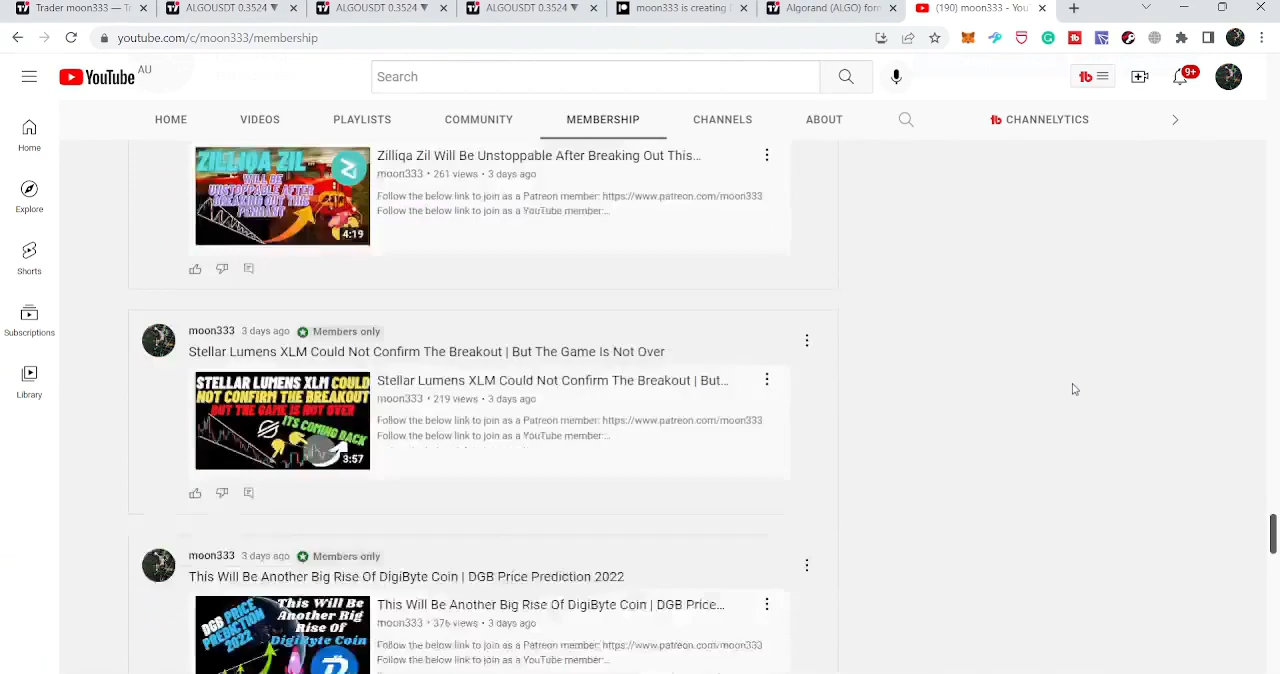 Trader moon333 — T
ALGOUSDT 0.3524 ▼
ALGOUSDT 0.3524 ▼
ALGOUSDT 0.3524 ▼
moon333 is creating
Algorand (ALGO) for
(190) moon333 - You
youtube.com/c/moon333/membership
YouTube AU
Search
9+
HOME VIDEOS PLAYLISTS COMMUNITY MEMBERSHIP CHANNELS ABOUT CHANNELYTICS
Home
Explore
Shorts
Subscriptions
Library
ZILLIQA ZIL
WILL BE
UNSTOPPABLE AFTER
BREAKING OUT THE
PENNANT
4:19
Zilliqa Zil Will Be Unstoppable After Breaking Out This...
moon333 • 261 views • 3 days ago
Follow the below link to join as a Patreon member: https://www.patreon.com/moon333
Follow the below link to join as a YouTube member:...
moon333 3 days ago Members only
Stellar Lumens XLM Could Not Confirm The Breakout | But The Game Is Not Over
STELLAR LUMENS XLM COULD
NOT CONFIRM THE BREAKOUT
BUT THE GAME IS NOT OVER
ITS COMING BACK
3:57
Stellar Lumens XLM Could Not Confirm The Breakout | But...
moon333 • 219 views • 3 days ago
Follow the below link to join as a Patreon member: https://www.patreon.com/moon333
Follow the below link to join as a YouTube member:...
moon333 3 days ago Members only
This Will Be Another Big Rise Of DigiByte Coin | DGB Price Prediction 2022
DGB PRICE
PREDICTION
2022
This Will Be
Another Big
Rise Of
DigiByte Coin
This Will Be Another Big Rise Of DigiByte Coin | DGB Price...
moon333 • 376 views • 3 days ago
Follow the below link to join as a Patreon member: https://www.patreon.com/moon333
Follow the below link to join as a YouTube member:...